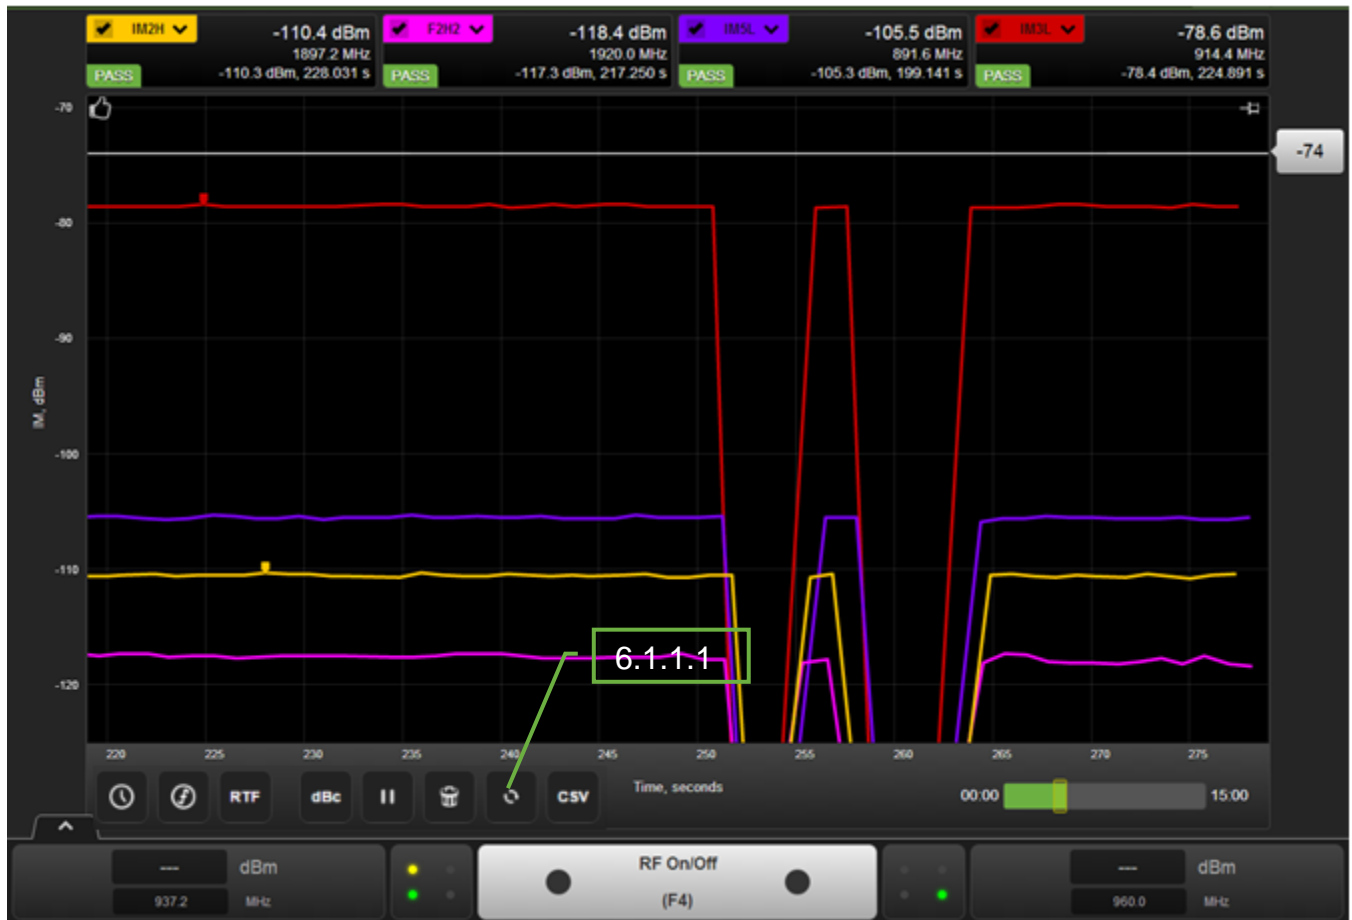 IM2H
-110.4 dBm
1897.2 MHz
PASS
-110.3 dBm, 228.031 s
F2H2
-118.4 dBm
1920.0 MHz
PASS
-117.3 dBm, 217.250 s
IM5L
-105.5 dBm
891.6 MHz
PASS
-105.3 dBm, 199.141 s
IM3L
-78.6 dBm
914.4 MHz
PASS
-78.4 dBm, 224.891 s
-70
-74
-80
-90
IM, dBm
-100
-110
6.1.1.1
-120
220 225 230 235 240 245 250 255 260 265 270 275
RTF dBc CSV
Time, seconds
00:00 15:00
--- dBm
937.2 MHz
RF On/Off
(F4)
--- dBm
960.0 MHz